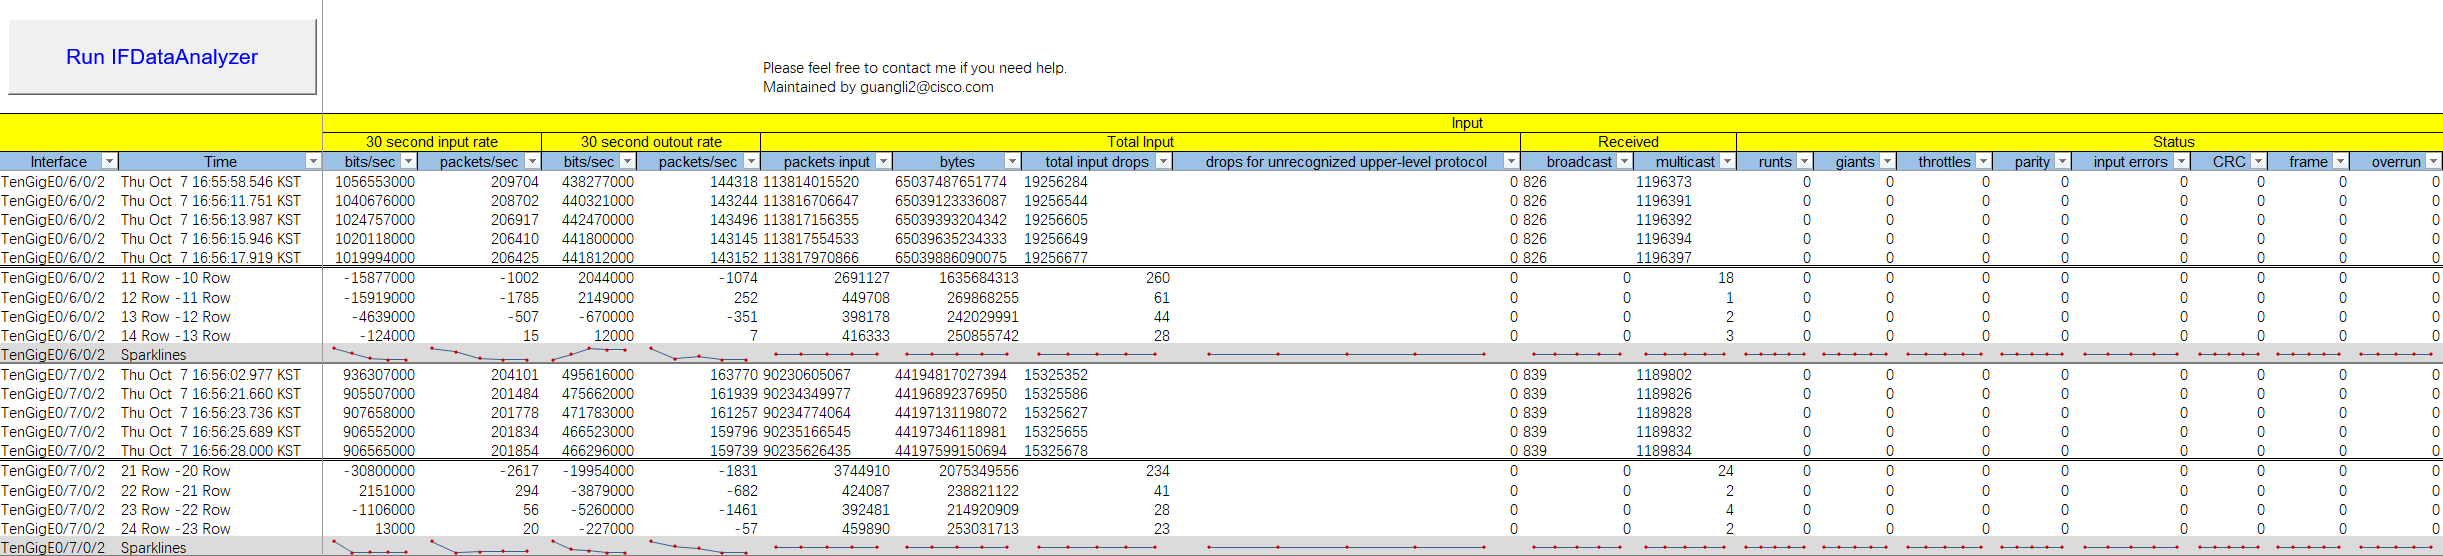 Run IFDataAnalyzer
Please feel free to contact me if you need help.
Maintained by guangli2@cisco.com
Input
30 second input rate 30 second outout rate Total Input Received Status
Interface Time bits/sec packets/sec bits/sec packets/sec packets input bytes total input drops drops for unrecognized upper-level protocol broadcast multicast runts giants throttles parity input errors CRC frame overrun
TenGigE0/6/0/2 Thu Oct 7 16:55:58.546 KST 1056553000 209704 438277000 144318 113814015520 65037487651774 19256284 0 826 1196373 0 0 0 0 0 0 0 0
TenGigE0/6/0/2 Thu Oct 7 16:56:11.751 KST 1040676000 208702 440321000 143244 113816706647 65039123336087 19256544 0 826 1196391 0 0 0 0 0 0 0 0
TenGigE0/6/0/2 Thu Oct 7 16:56:13.987 KST 1024757000 206917 442470000 143496 113817156355 65039393204342 19256605 0 826 1196392 0 0 0 0 0 0 0 0
TenGigE0/6/0/2 Thu Oct 7 16:56:15.946 KST 1020118000 206410 441800000 143145 113817554533 65039635234333 19256649 0 826 1196394 0 0 0 0 0 0 0 0
TenGigE0/6/0/2 Thu Oct 7 16:56:17.919 KST 1019994000 206425 441812000 143152 113817970866 65039886090075 19256677 0 826 1196397 0 0 0 0 0 0 0 0
TenGigE0/6/0/2 11 Row -10 Row -15877000 -1002 2044000 -1074 2691127 1635684313 260 0 0 18 0 0 0 0 0 0 0 0
TenGigE0/6/0/2 12 Row -11 Row -15919000 -1785 2149000 252 449708 269868255 61 0 0 1 0 0 0 0 0 0 0 0
TenGigE0/6/0/2 13 Row -12 Row -4639000 -507 -670000 -351 398178 242029991 44 0 0 2 0 0 0 0 0 0 0 0
TenGigE0/6/0/2 14 Row -13 Row -124000 15 12000 7 416333 250855742 28 0 0 3 0 0 0 0 0 0 0 0
TenGigE0/6/0/2 Sparklines
TenGigE0/7/0/2 Thu Oct 7 16:56:02.977 KST 936307000 204101 495616000 163770 90230605067 44194817027394 15325352 0 839 1189802 0 0 0 0 0 0 0 0
TenGigE0/7/0/2 Thu Oct 7 16:56:21.660 KST 905507000 201484 475662000 161939 90234349977 44196892376950 15325586 0 839 1189826 0 0 0 0 0 0 0 0
TenGigE0/7/0/2 Thu Oct 7 16:56:23.736 KST 907658000 201778 471783000 161257 90234774064 44197131198072 15325627 0 839 1189828 0 0 0 0 0 0 0 0
TenGigE0/7/0/2 Thu Oct 7 16:56:25.689 KST 906552000 201834 466523000 159796 90235166545 44197346118981 15325655 0 839 1189832 0 0 0 0 0 0 0 0
TenGigE0/7/0/2 Thu Oct 7 16:56:28.000 KST 906565000 201854 466296000 159739 90235626435 44197599150694 15325678 0 839 1189834 0 0 0 0 0 0 0 0
TenGigE0/7/0/2 21 Row -20 Row -30800000 -2617 -19954000 -1831 3744910 2075349556 234 0 0 24 0 0 0 0 0 0 0 0
TenGigE0/7/0/2 22 Row -21 Row 2151000 294 -3879000 -682 424087 238821122 41 0 0 2 0 0 0 0 0 0 0 0
TenGigE0/7/0/2 23 Row -22 Row -1106000 56 -5260000 -1461 392481 214920909 28 0 0 4 0 0 0 0 0 0 0 0
TenGigE0/7/0/2 24 Row -23 Row 13000 20 -227000 -57 459890 253031713 23 0 0 2 0 0 0 0 0 0 0 0
TenGigE0/7/0/2 Sparklines